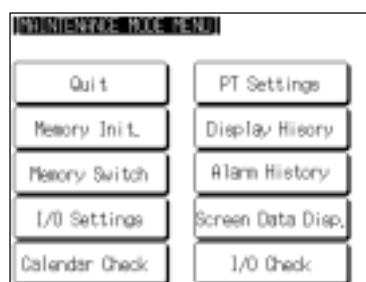 [MAINTENANCE MODE MENU]
Quit
PT Settings
Memory Init.
Display Hisory
Memory Switch
Alarm History
I/O Settings
Screen Data Disp.
Calendar Check
I/O Check